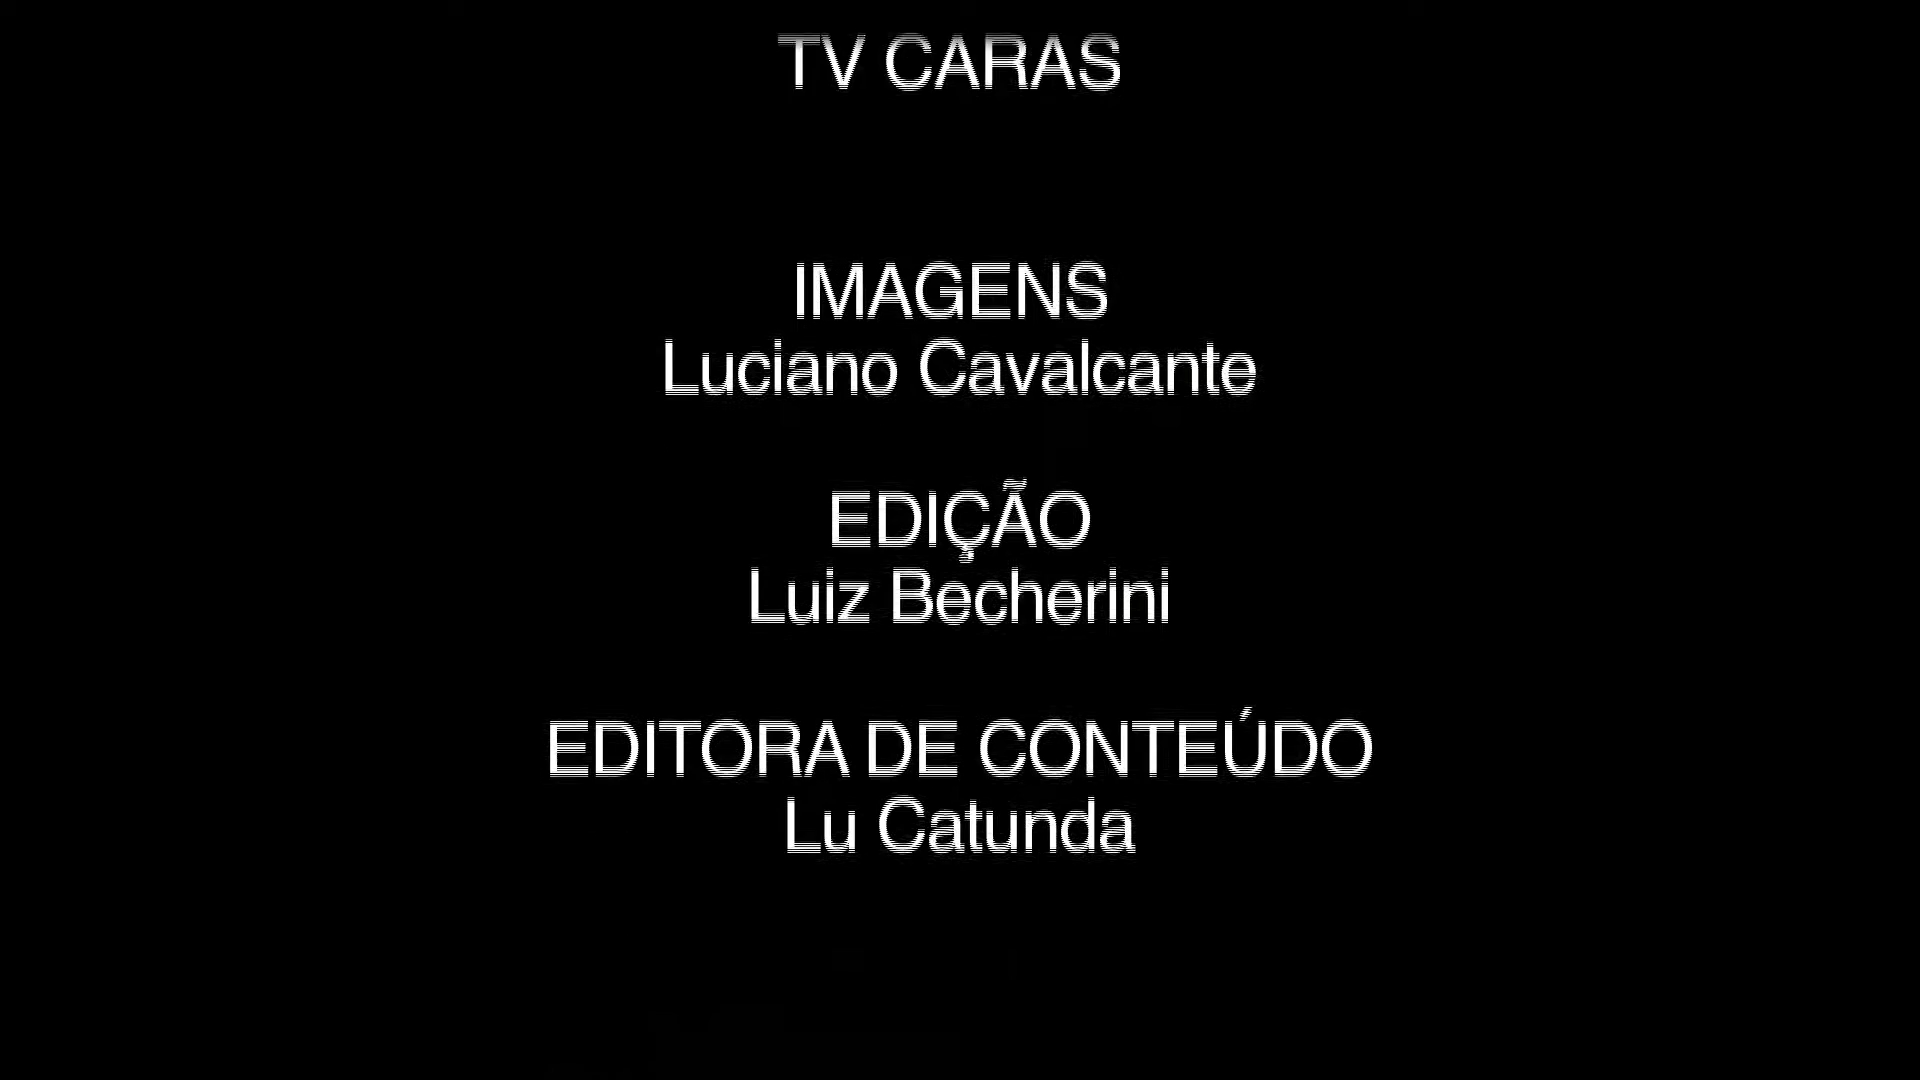 TV CARAS
IMAGENS
Luciano Cavalcante
EDIÇÃO
Luiz Becherini
EDITORA DE CONTEÚDO
Lu Catunda